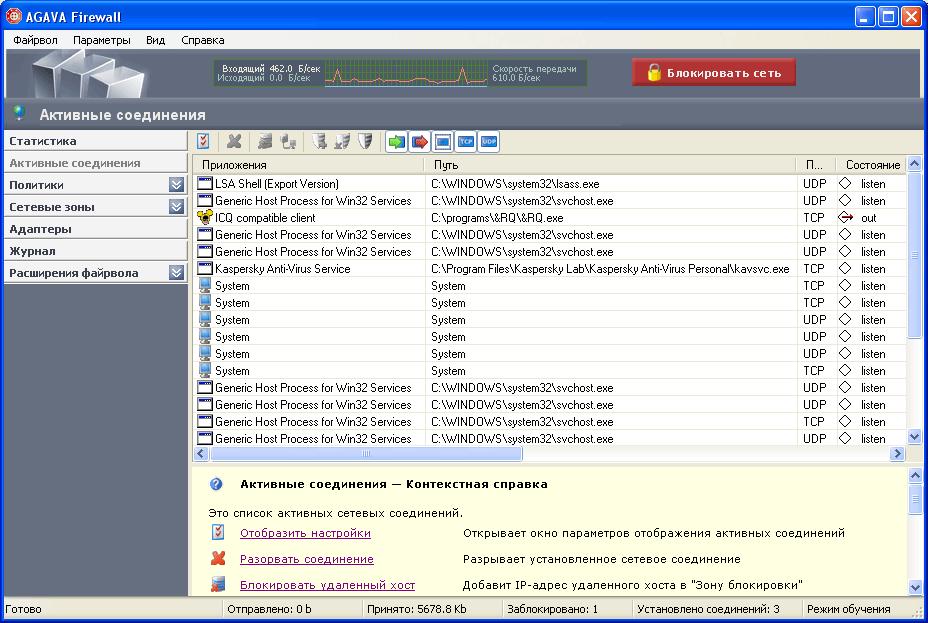 AGAVA Firewall
Файрвол Параметры Вид Справка
Входящий 462.0 Б/сек
Исходящий 0.0 Б/сек
Скорость передачи
610.0 Б/сек
Блокировать сеть
Активные соединения
Статистика
Активные соединения
Политики
Сетевые зоны
Адаптеры
Журнал
Расширения файрвола
TCP UDP
Приложения Путь П... Состояние
LSA Shell (Export Version) C:\WINDOWS\system32\lsass.exe UDP listen
Generic Host Process for Win32 Services C:\WINDOWS\system32\svchost.exe UDP listen
ICQ compatible client C:\programs\&RQ\&RQ.exe TCP out
Generic Host Process for Win32 Services C:\WINDOWS\system32\svchost.exe UDP listen
Generic Host Process for Win32 Services C:\WINDOWS\system32\svchost.exe UDP listen
Kaspersky Anti-Virus Service C:\Program Files\Kaspersky Lab\Kaspersky Anti-Virus Personal\kavsvc.exe TCP listen
System System TCP listen
System System TCP listen
System System UDP listen
System System UDP listen
System System UDP listen
System System TCP listen
Generic Host Process for Win32 Services C:\WINDOWS\system32\svchost.exe UDP listen
Generic Host Process for Win32 Services C:\WINDOWS\system32\svchost.exe UDP listen
Generic Host Process for Win32 Services C:\WINDOWS\system32\svchost.exe TCP listen
Generic Host Process for Win32 Services C:\WINDOWS\system32\svchost.exe UDP listen
Активные соединения — Контекстная справка
Это список активных сетевых соединений.
Отобразить настройки Открывает окно параметров отображения активных соединений
Разорвать соединение Разрывает установленное сетевое соединение
Блокировать удаленный хост Добавит IP-адрес удаленного хоста в "Зону блокировки"
Готово Отправлено: 0 b Принято: 5678.8 Kb Заблокировано: 1 Установлено соединений: 3 Режим обучения